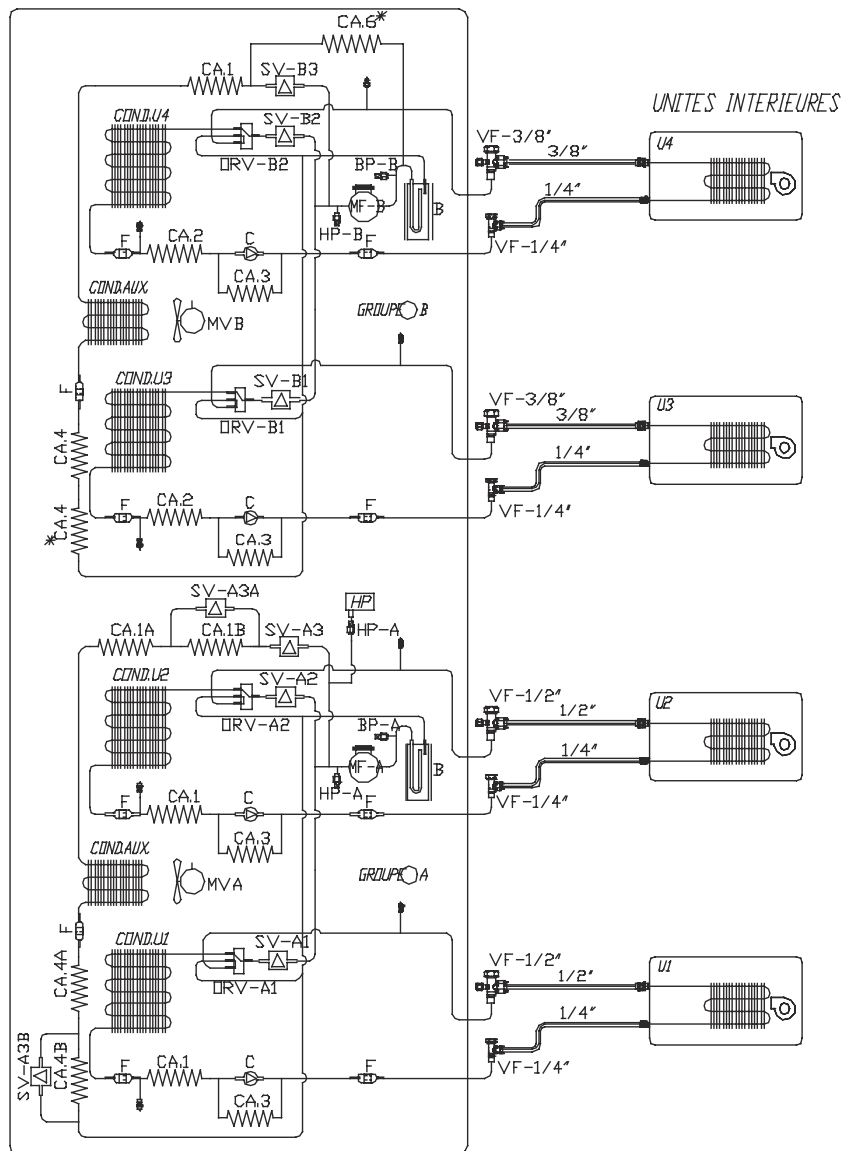 CA.6*
CA.1 SV-B3
COND.U4 SV-B2
UNITES INTERIEURES
ORV-B2 BP-B VF-3/8" 3/8" U4
1/4"
MF-B B
HP-B
F CA.2 C F VF-1/4"
CA.3
COND.AUX. MVB GROUPE B
COND.U3 SV-B1
F VF-3/8" 3/8" U3
ORV-B1
CA.4 1/4"
F CA.2 C F VF-1/4"
*CA.4
CA.3
SV-A3A
HP
CA.1A CA.1B SV-A3 HP-A
COND.U2 SV-A2
VF-1/2" 1/2" U2
ORV-A2 BP-A
1/4"
MF-A B
HP-A
F CA.1 C F VF-1/4"
CA.3
COND.AUX. MVA GROUPE A
F
COND.U1 SV-A1
VF-1/2" 1/2" U1
CA.4A ORV-A1
1/4"
SV-A3B CA.4B F CA.1 C F VF-1/4"
CA.3